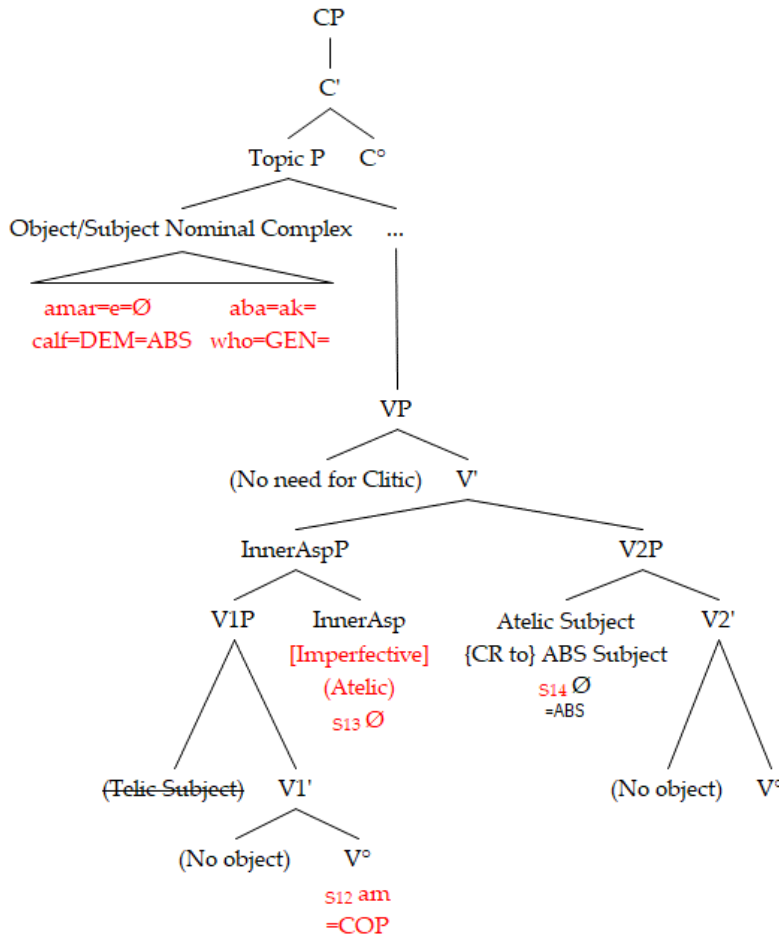 CP
C'
Topic P C°
Object/Subject Nominal Complex ...
amar=e=Ø aba=ak=
calf=DEM=ABS who=GEN=
VP
(No need for Clitic) V'
InnerAspP V2P
V1P InnerAsp Atelic Subject V2'
[Imperfective] {CR to} ABS Subject
(Atelic) S14 Ø
S13 Ø =ABS
(Telic Subject) V1' (No object) V°
(No object) V°
S12 am
=COP